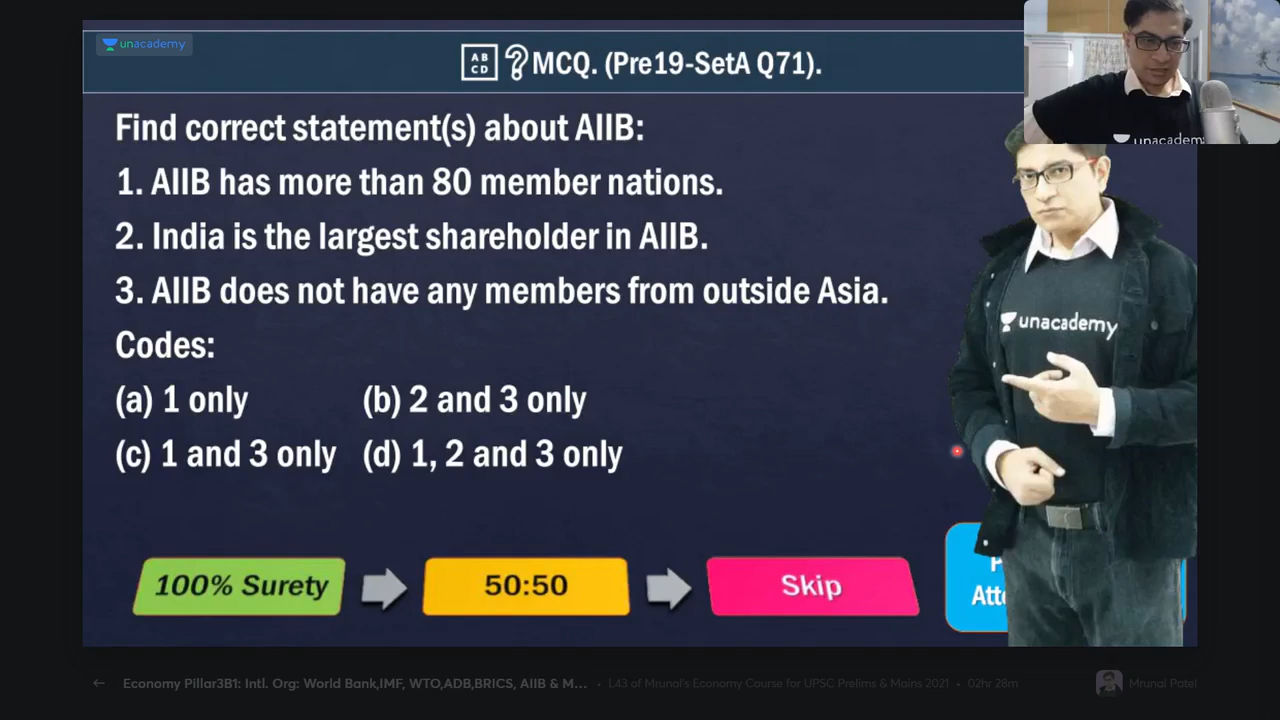 unacademy
AB
CD
? MCQ. (Pre19-SetA Q71).
unacademy
Find correct statement(s) about AIIB:
1. AIIB has more than 80 member nations.
2. India is the largest shareholder in AIIB.
3. AIIB does not have any members from outside Asia.
unacademy
Codes:
(a) 1 only (b) 2 and 3 only
(c) 1 and 3 only (d) 1, 2 and 3 only
100% Surety
50:50
Skip
Economy Pillar3B1: Intl. Org: World Bank,IMF, WTO,ADB,BRICS, AIIB & M... • L43 of Mrunal's Economy Course for UPSC Prelims & Mains 2021 • 02hr 28m
Mrunal Patel